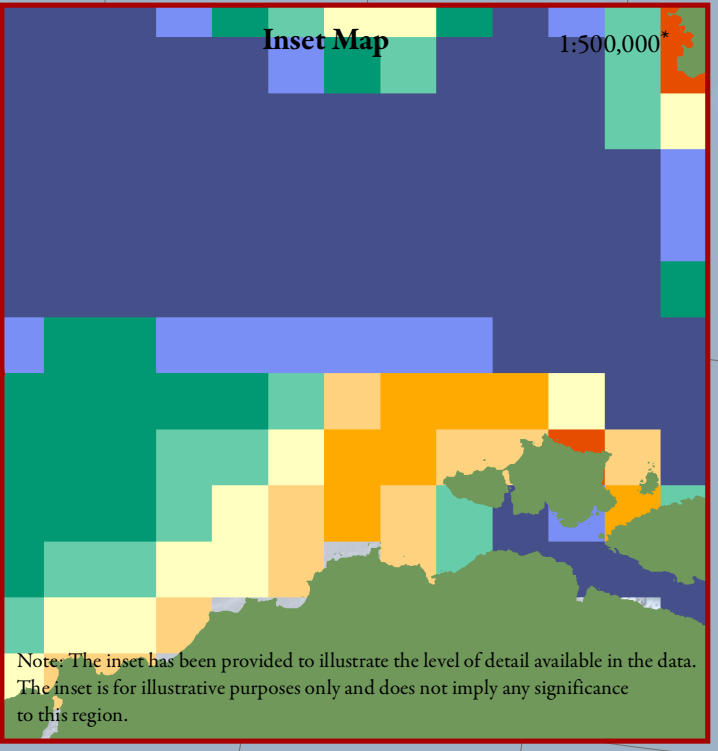 Inset Map
1:500,000*
Note: The inset has been provided to illustrate the level of detail available in the data.
The inset is for illustrative purposes only and does not imply any significance
to this region.